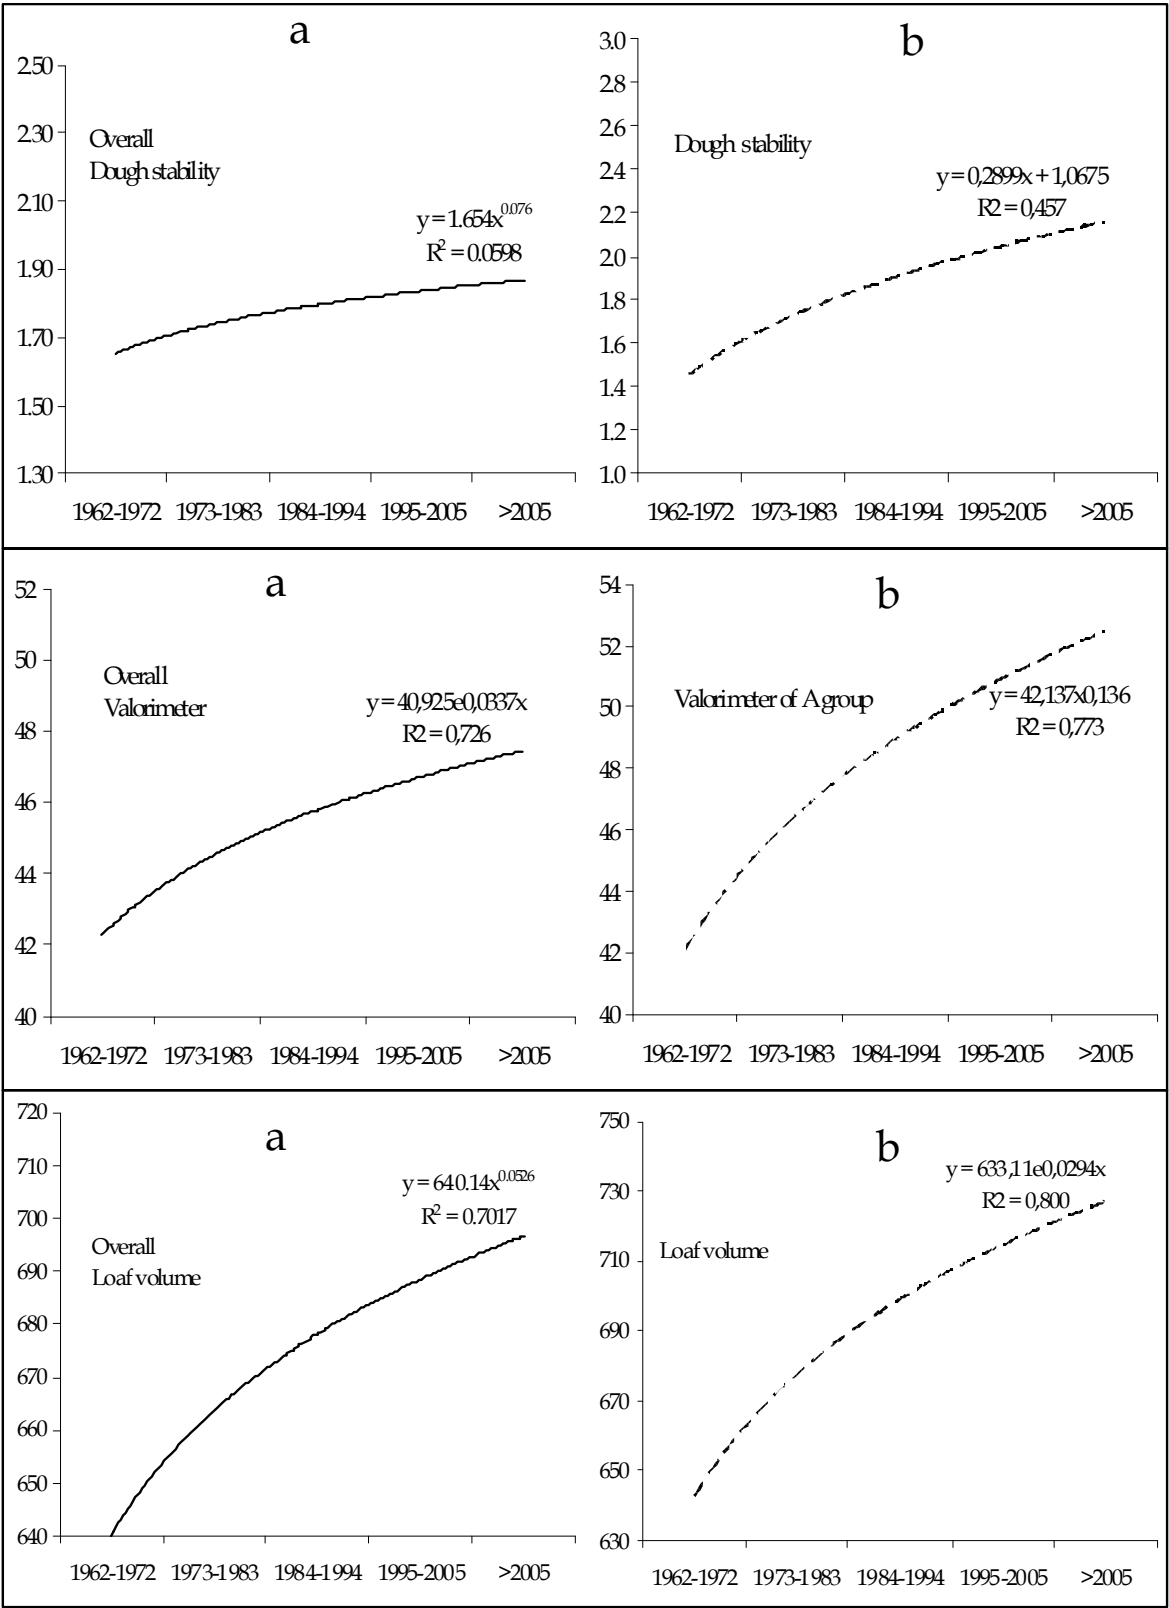 a
2.50
2.30
2.10
1.90
1.70
1.50
1.30
Overall
Dough stability
y = 1.654x^0.076
R^2 = 0.0598
1962-1972 1973-1983 1984-1994 1995-2005 >2005
b
3.0
2.8
2.6
2.4
2.2
2.0
1.8
1.6
1.4
1.2
1.0
Dough stability
y = 0,2899x + 1,0675
R2 = 0,457
1962-1972 1973-1983 1984-1994 1995-2005 >2005
a
52
50
48
46
44
42
40
Overall
Valorimeter
y = 40,925e0,0337x
R2 = 0,726
1962-1972 1973-1983 1984-1994 1995-2005 >2005
b
54
52
50
48
46
44
42
40
Valorimeter of A group
y = 42,137x0,136
R2 = 0,773
1962-1972 1973-1983 1984-1994 1995-2005 >2005
a
720
710
700
690
680
670
660
650
640
Overall
Loaf volume
y = 640.14x^0.0526
R^2 = 0.7017
1962-1972 1973-1983 1984-1994 1995-2005 >2005
b
750
730
710
690
670
650
630
Loaf volume
y = 633,11e0,0294x
R2 = 0,800
1962-1972 1973-1983 1984-1994 1995-2005 >2005